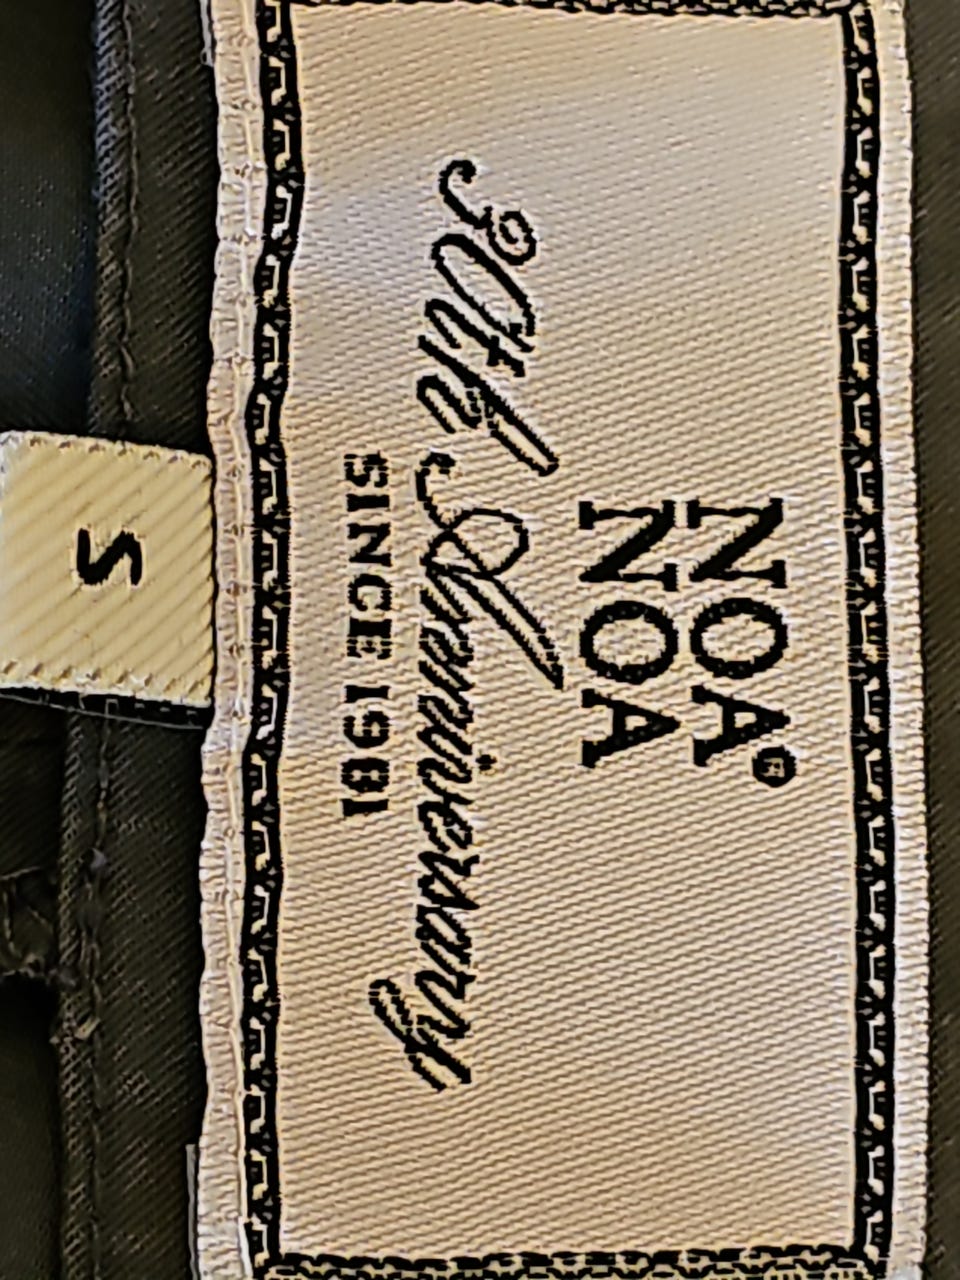 NOA
NOA®
30th Anniversary
SINCE 1981
S